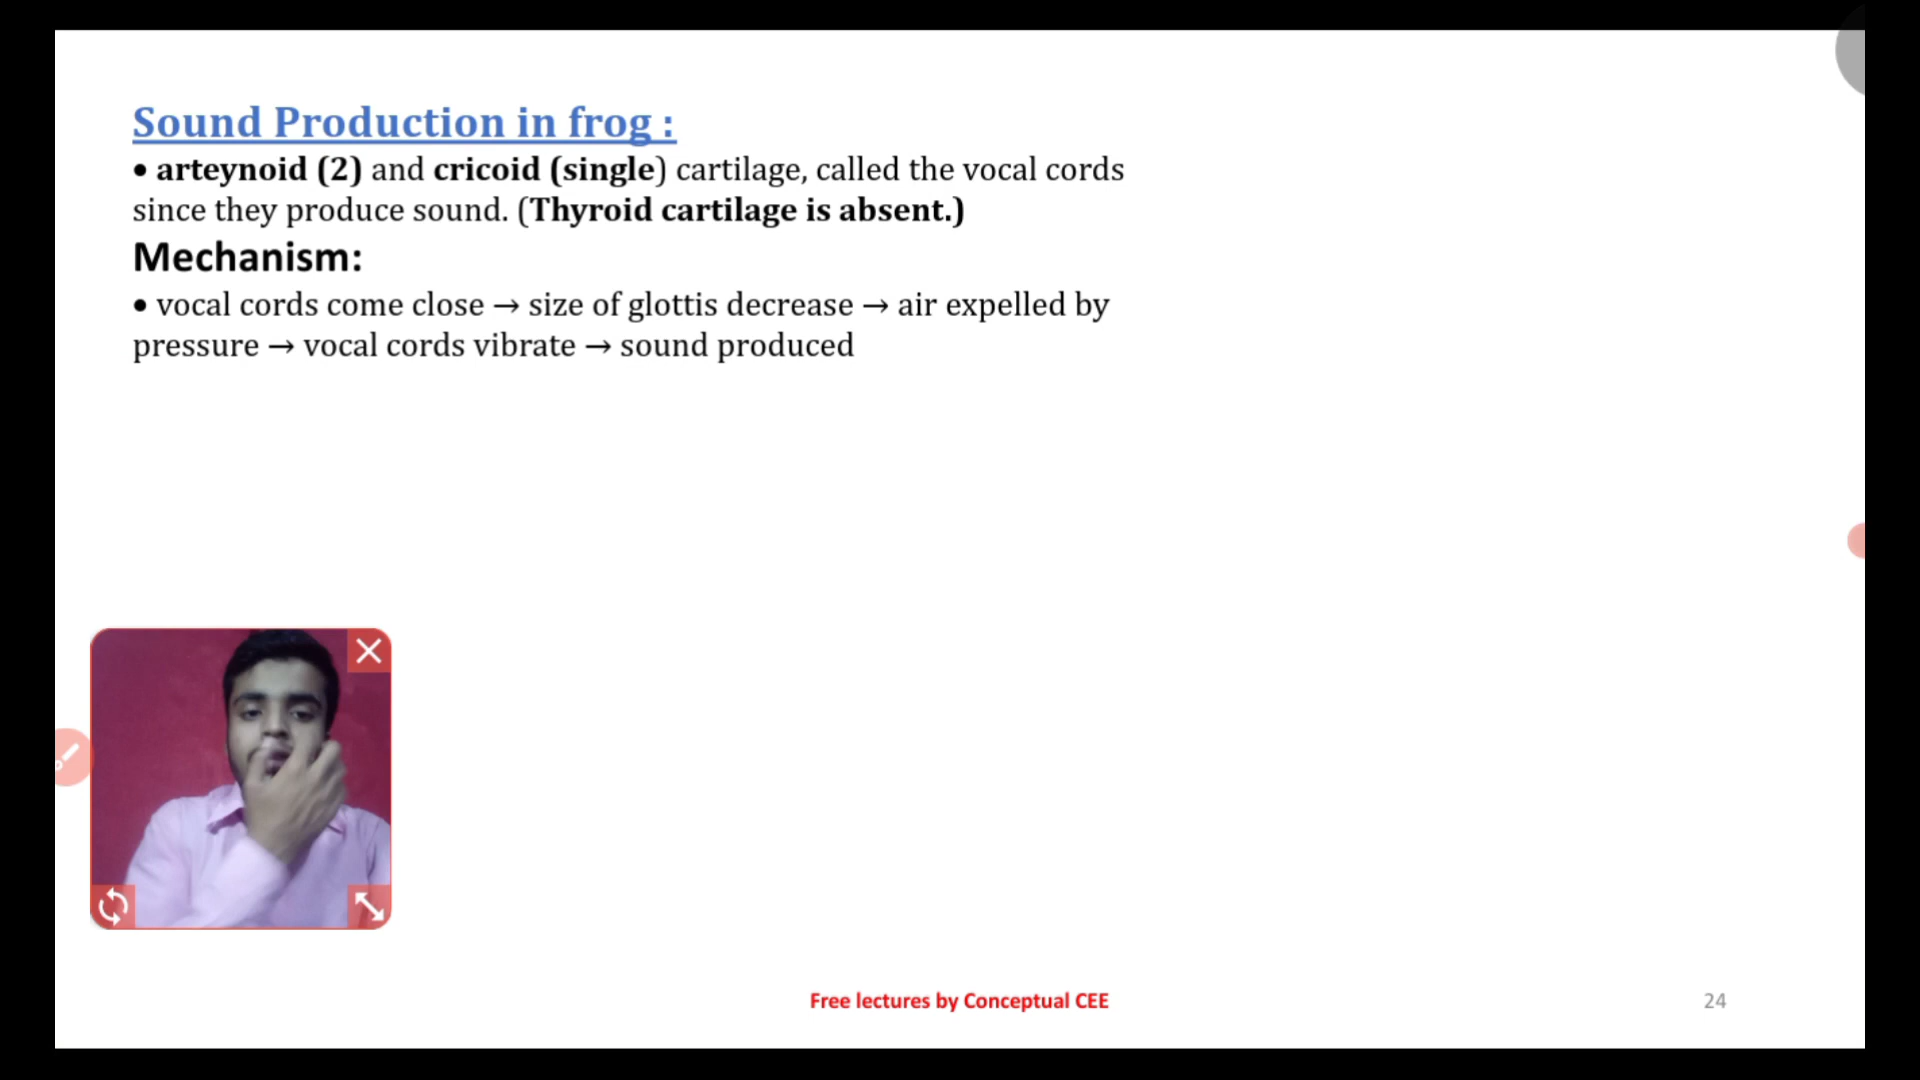 Sound Production in frog :
• arteynoid (2) and cricoid (single) cartilage, called the vocal cords
since they produce sound. (Thyroid cartilage is absent.)
Mechanism:
• vocal cords come close → size of glottis decrease → air expelled by
pressure → vocal cords vibrate → sound produced
Free lectures by Conceptual CEE
24